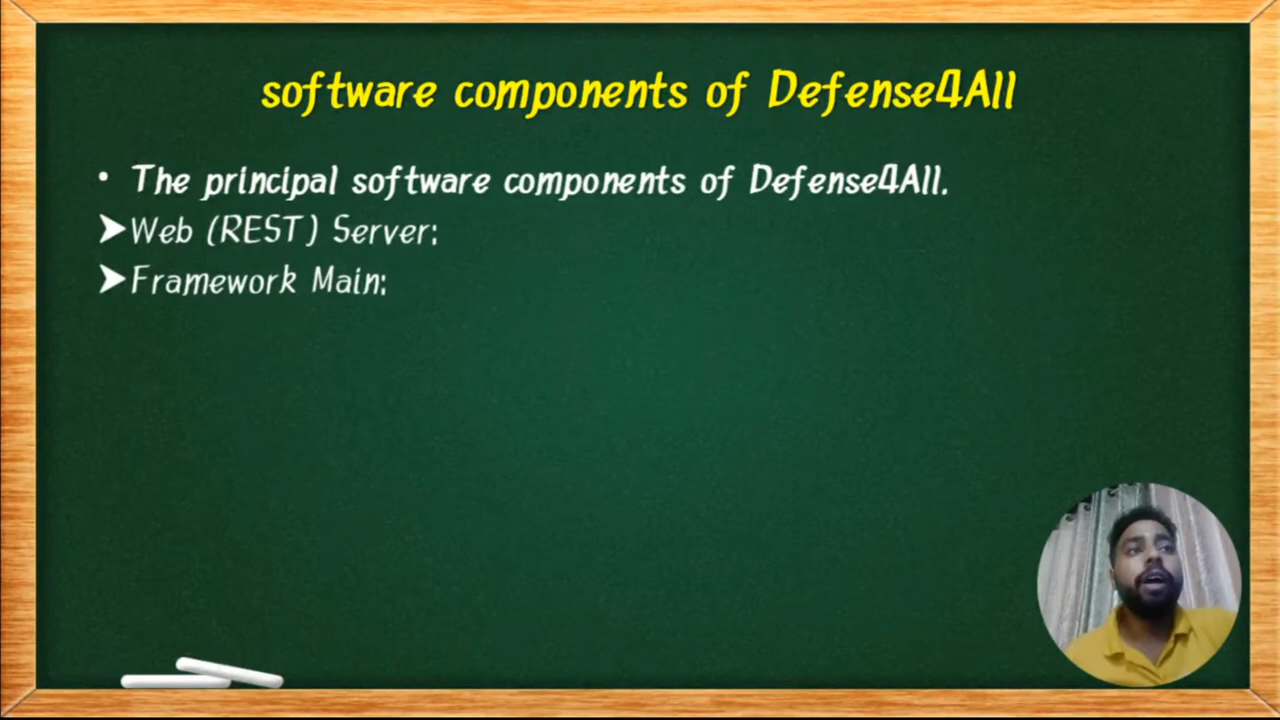 software components of Defense4All
• The principal software components of Defense4All.
➤Web (REST) Server:
➤Framework Main: